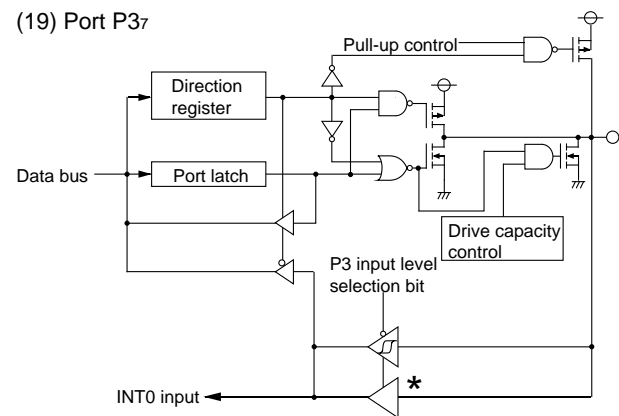 (19) Port P3₇
Pull-up control
Direction
register
Data bus
Port latch
Drive capacity
control
P3 input level
selection bit
*
INT0 input